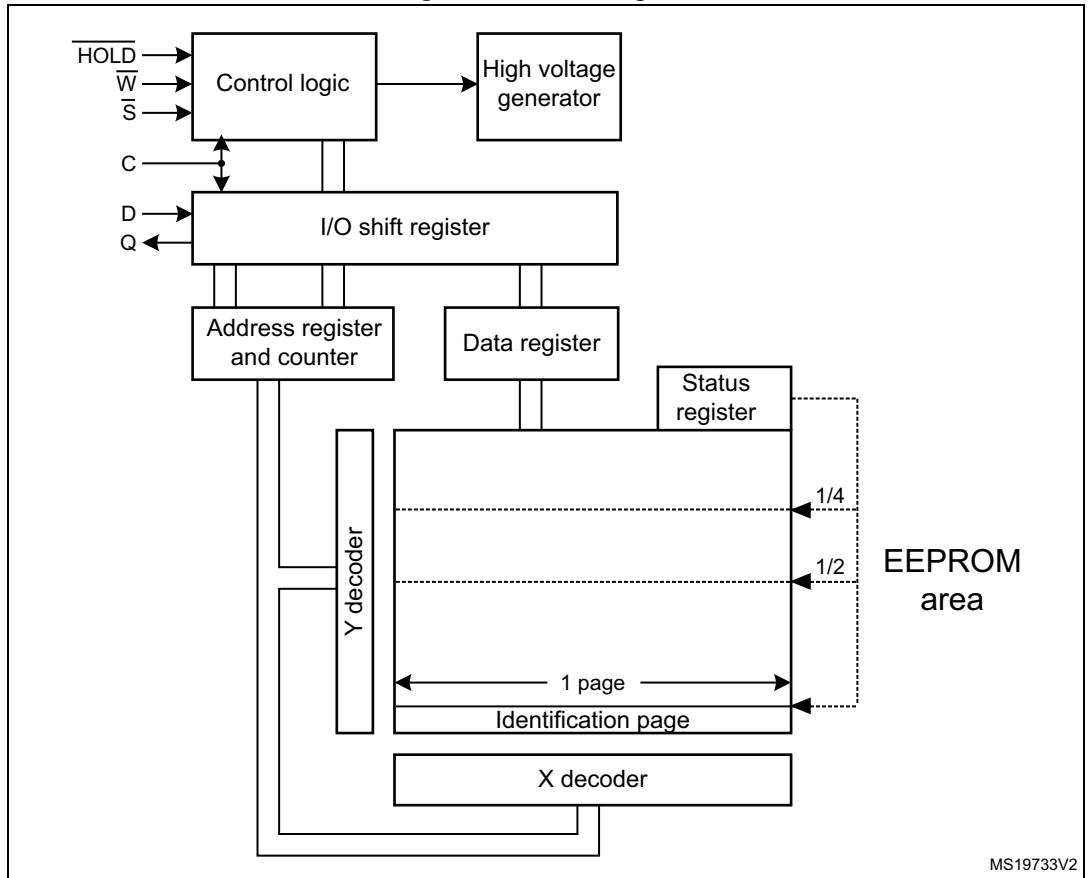 HOLD
W
S
C
D
Q
Control logic
High voltage
generator
I/O shift register
Address register
and counter
Data register
Status
register
1/4
1/2
EEPROM
area
Y decoder
1 page
Identification page
X decoder
MS19733V2